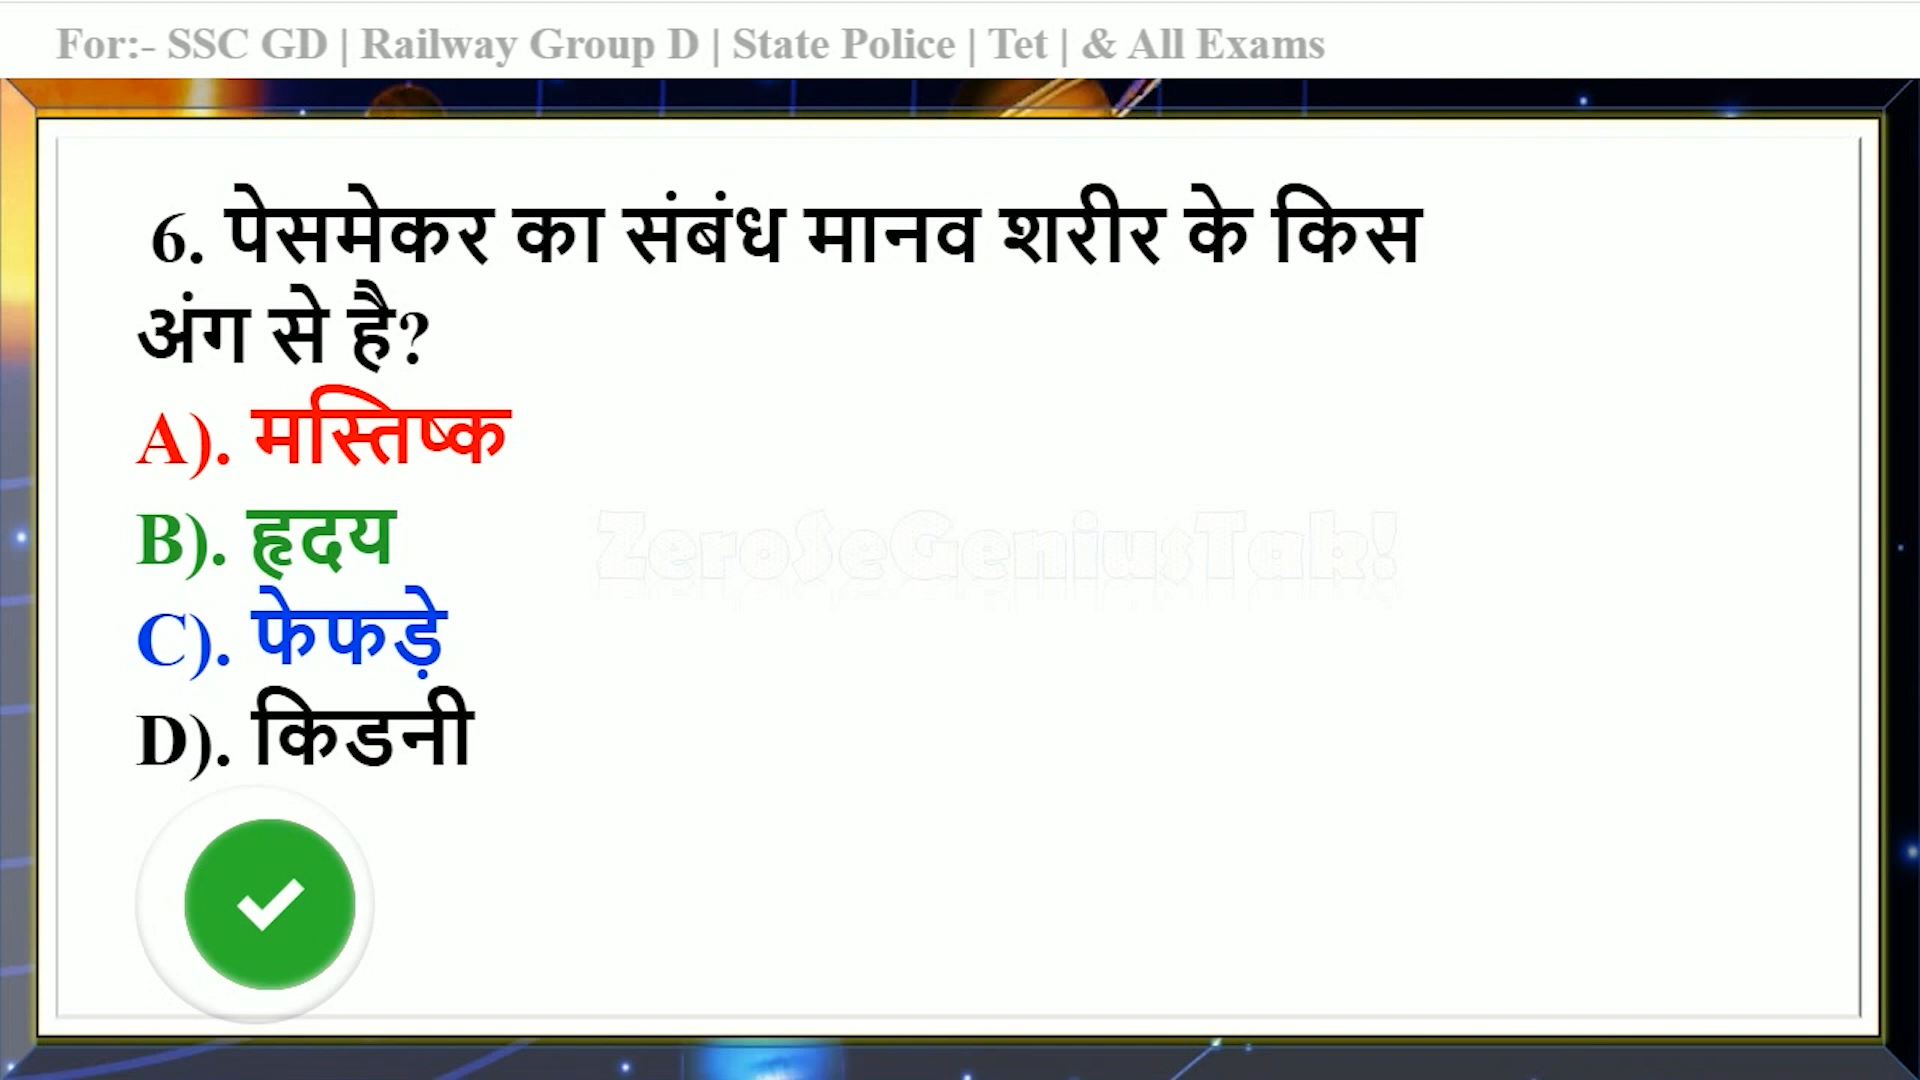 For:- SSC GD | Railway Group D | State Police | Tet | & All Exams
6. पेसमेकर का संबंध मानव शरीर के किस
अंग से है?
A). मस्तिष्क
B). हृदय
ZeroSeGeniusTak!
C). फेफड़े
D). किडनी